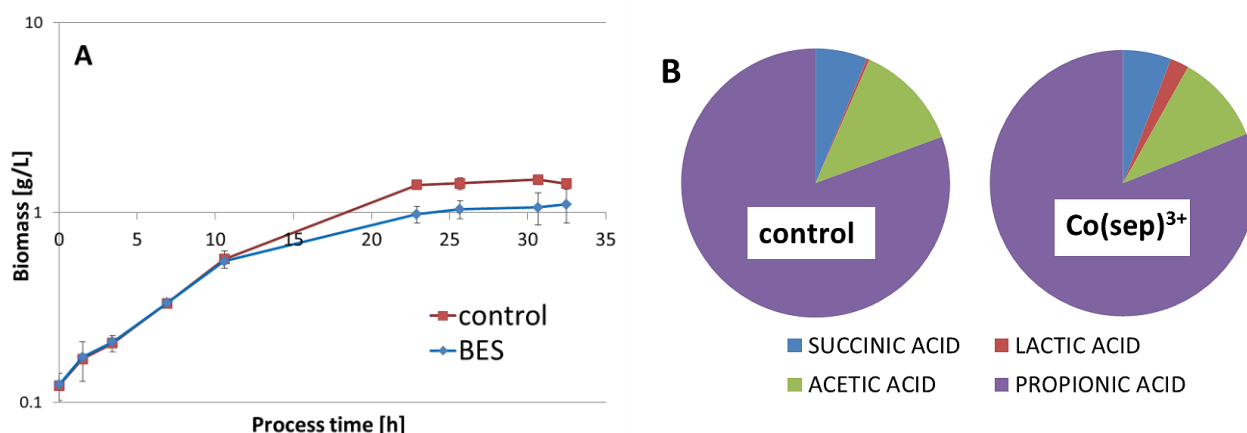 A
10
1
0.1
0 5 10 15 20 25 30 35
Biomass [g/L]
Process time [h]
control
BES
B
control
Co(sep)³⁺
SUCCINIC ACID
LACTIC ACID
ACETIC ACID
PROPIONIC ACID